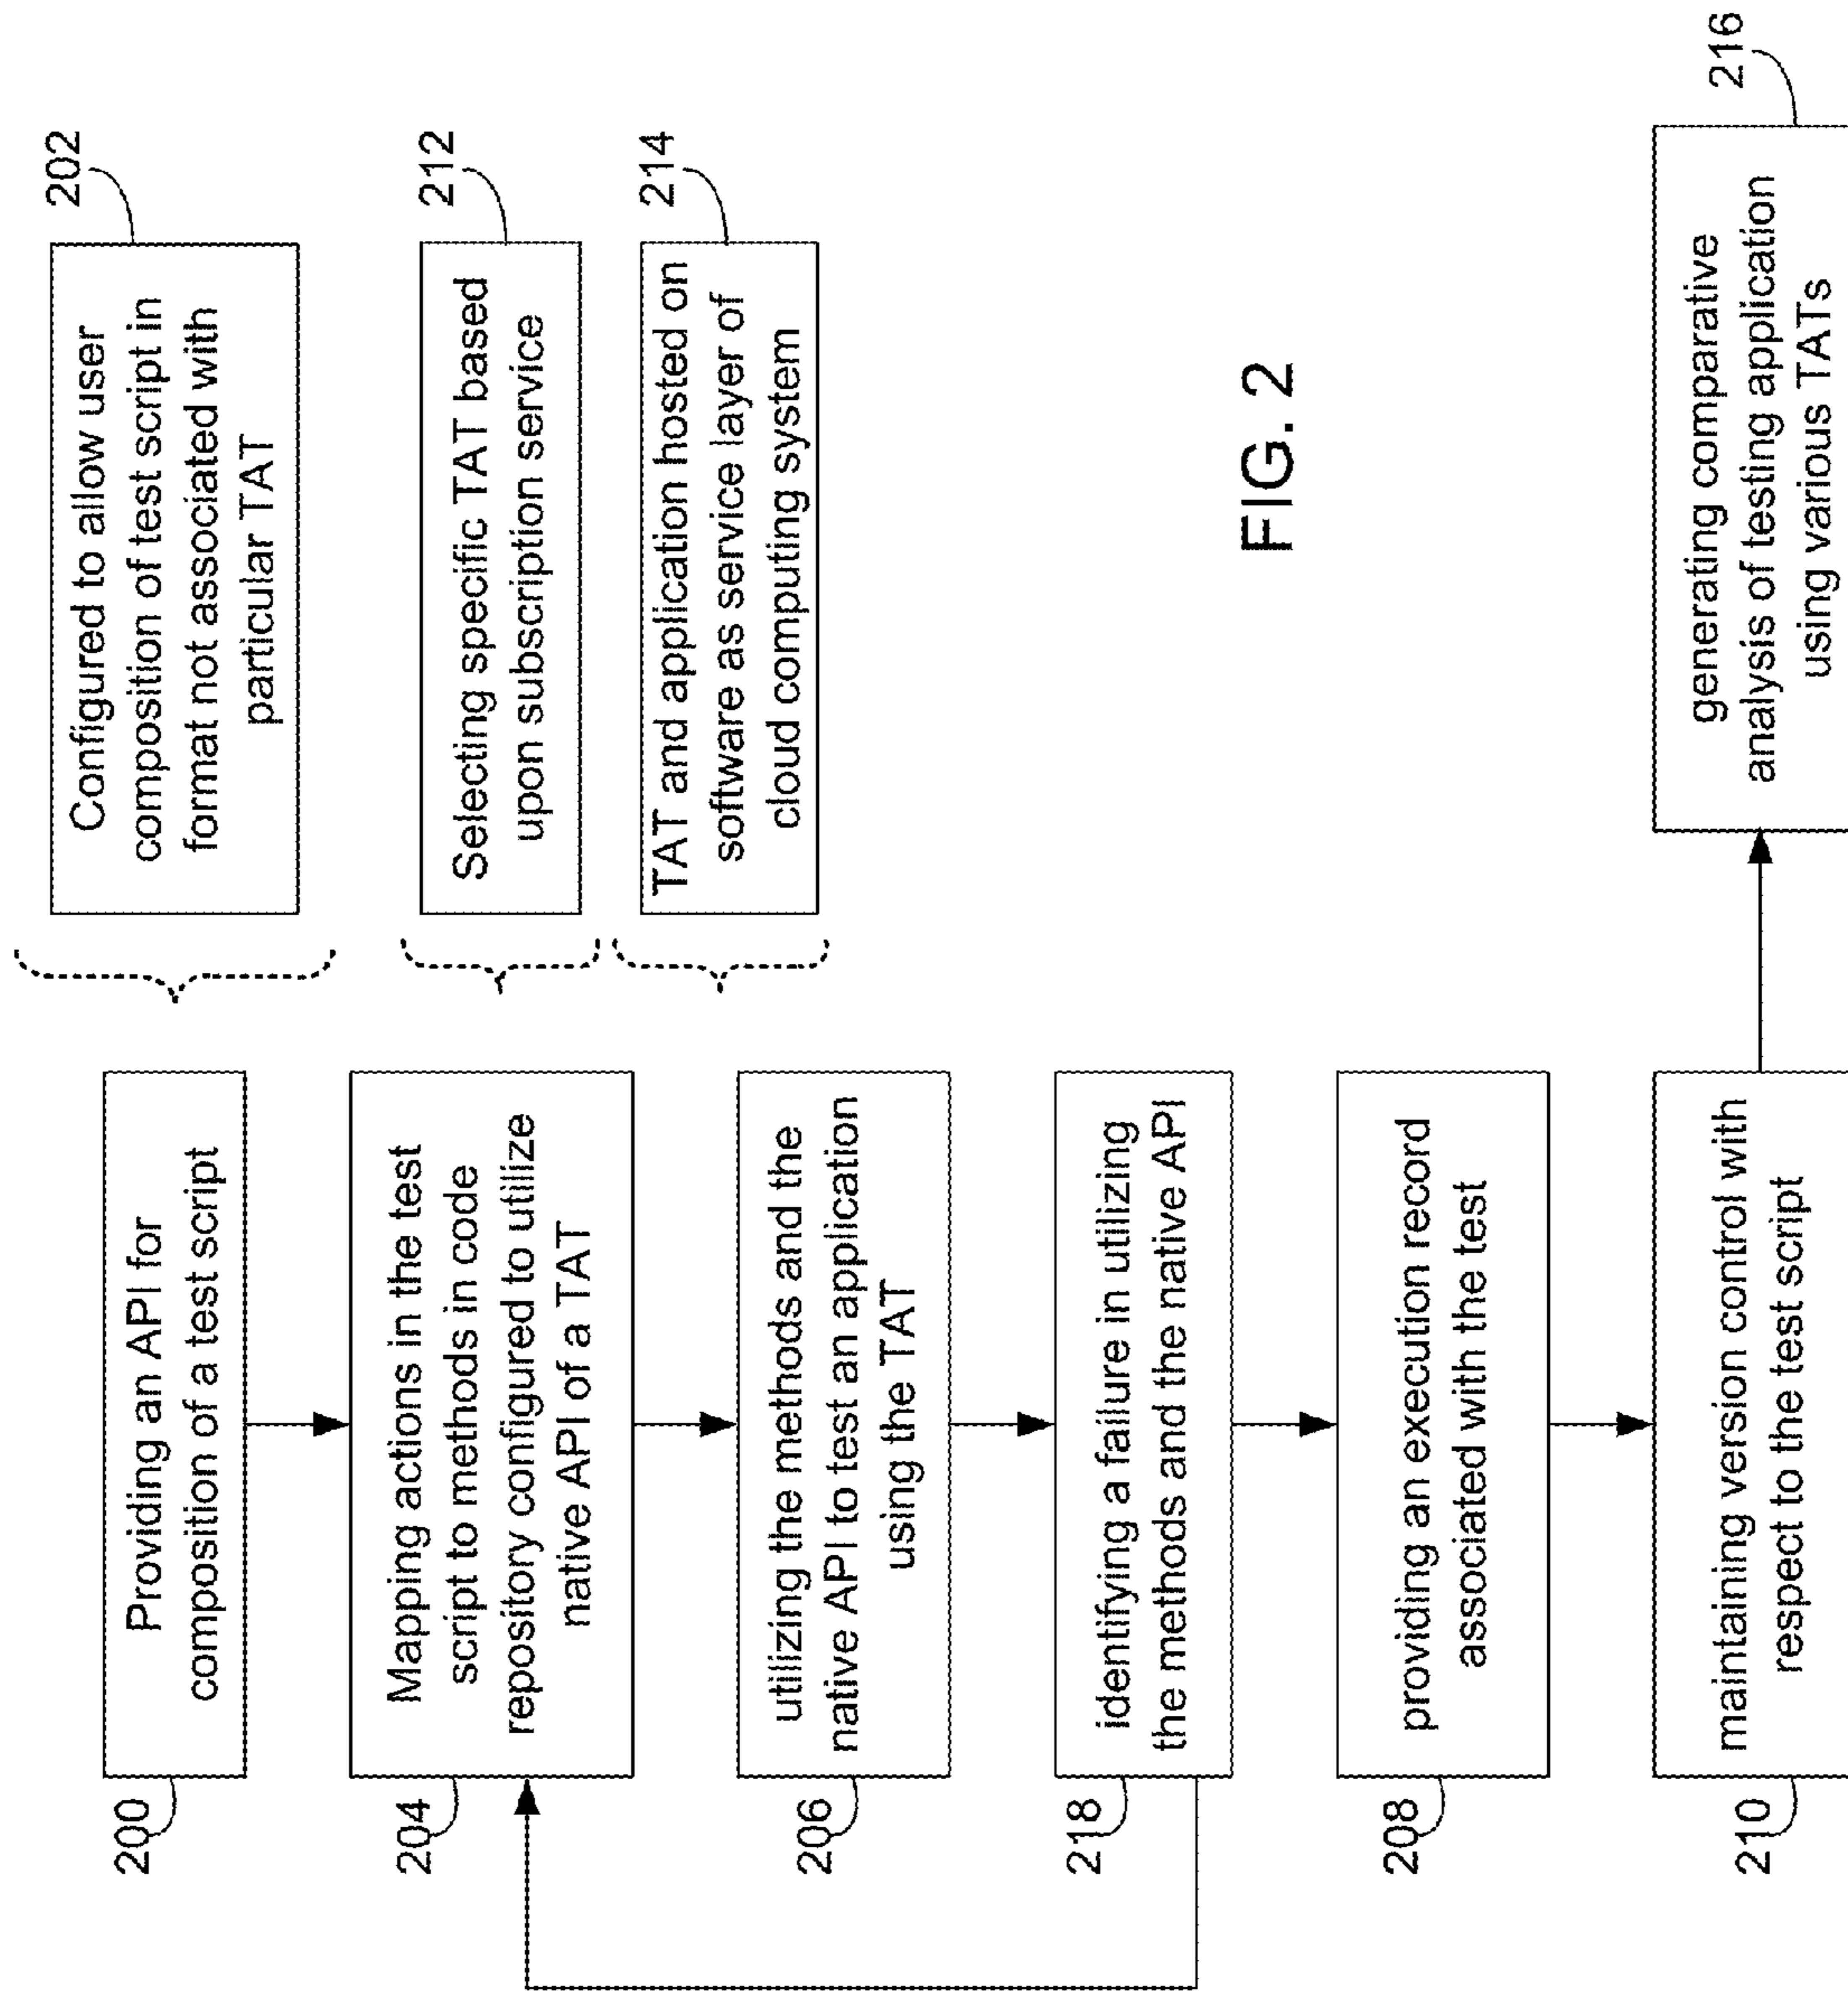 200
Providing an API for
composition of a test script
Configured to allow user
composition of test script in
format not associated with
particular TAT
202
204
Mapping actions in the test
script to methods in code
repository configured to utilize
native API of a TAT
Selecting specific TAT based
upon subscription service
212
TAT and application hosted on
software as service layer of
cloud computing system
214
206
utilizing the methods and the
native API to test an application
using the TAT
218
identifying a failure in utilizing
the methods and the native API
FIG. 2
208
providing an execution record
associated with the test
210
maintaining version control with
respect to the test script
generating comparative
analysis of testing application
using various TATs
216